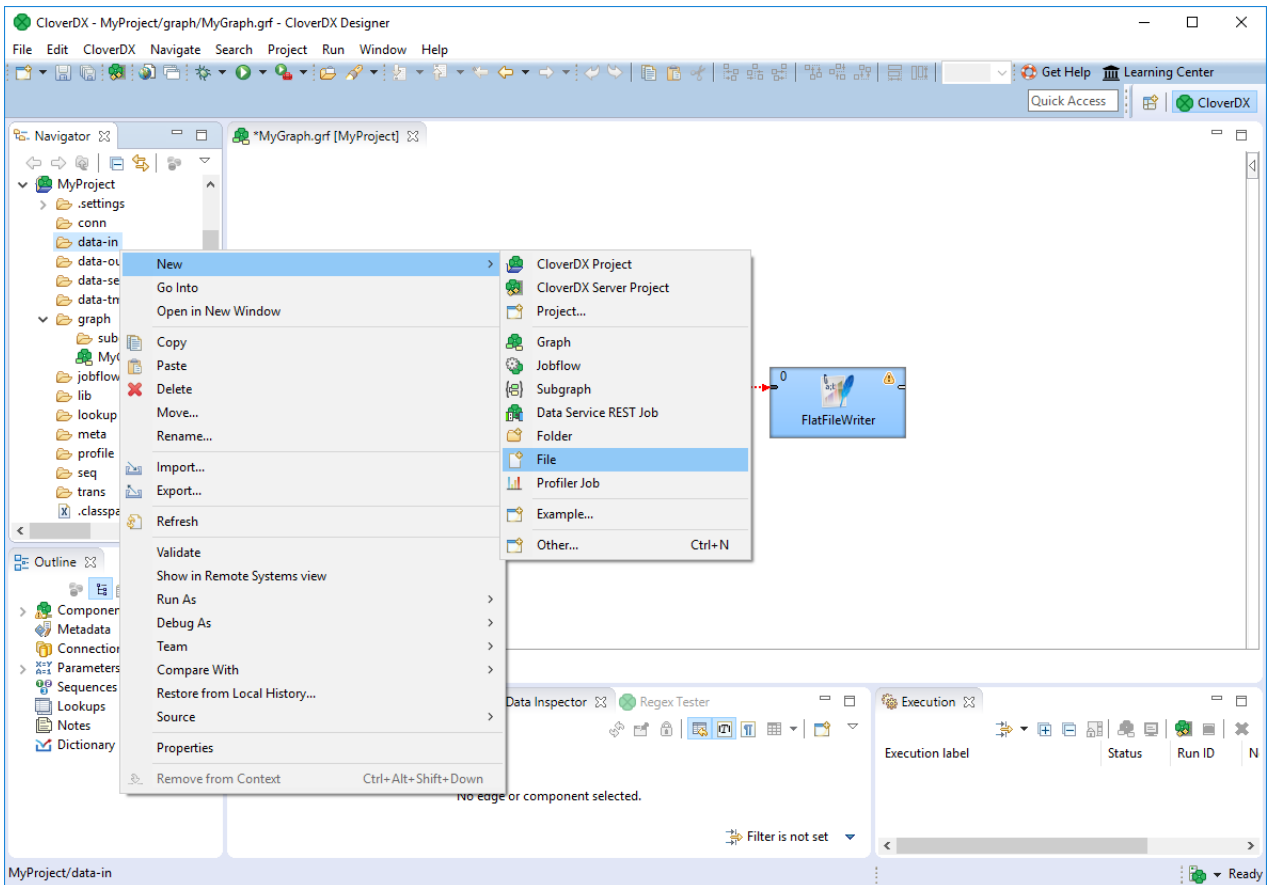 CloverDX - MyProject/graph/MyGraph.grf - CloverDX Designer
File Edit CloverDX Navigate Search Project Run Window Help
Get Help Learning Center
Quick Access CloverDX
Navigator
MyProject
.settings
conn
data-in
data-ou
data-se
data-tm
graph
sub
MyG
jobflow
lib
lookup
meta
profile
seq
trans
.classpa
*MyGraph.grf [MyProject]
New
Go Into
Open in New Window
Copy
Paste
Delete
Move...
Rename...
Import...
Export...
Refresh
Validate
Show in Remote Systems view
Run As
Debug As
Team
Compare With
Restore from Local History...
Source
Properties
Remove from Context Ctrl+Alt+Shift+Down
CloverDX Project
CloverDX Server Project
Project...
Graph
Jobflow
Subgraph
Data Service REST Job
Folder
File
Profiler Job
Example...
Other... Ctrl+N
0
FlatFileWriter
Outline
Componen
Metadata
Connection
Parameters
Sequences
Lookups
Notes
Dictionary
Data Inspector Regex Tester
No edge or component selected.
Filter is not set
Execution
Execution label Status Run ID N
MyProject/data-in
Ready